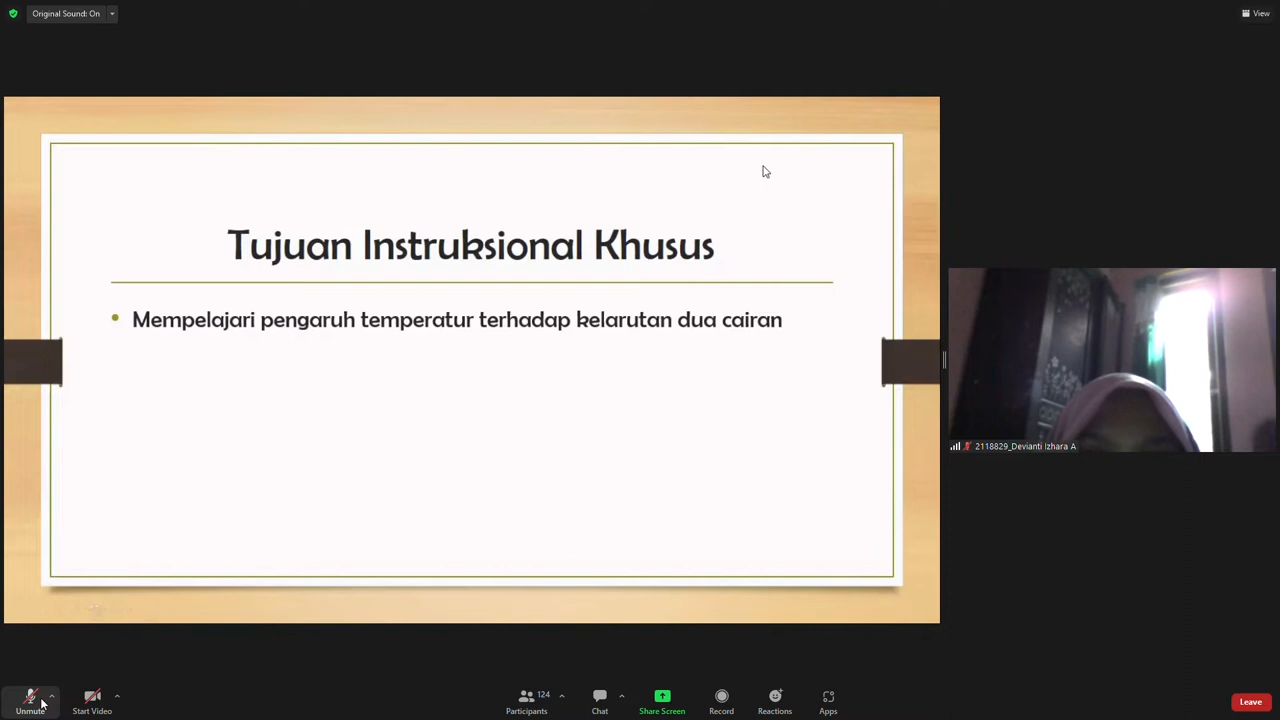 Original Sound: On
View
Tujuan Instruksional Khusus
• Mempelajari pengaruh temperatur terhadap kelarutan dua cairan
2118829_Devianti Izhara A
Unmute
Start Video
124
Participants
Chat
Share Screen
Record
Reactions
Apps
Leave